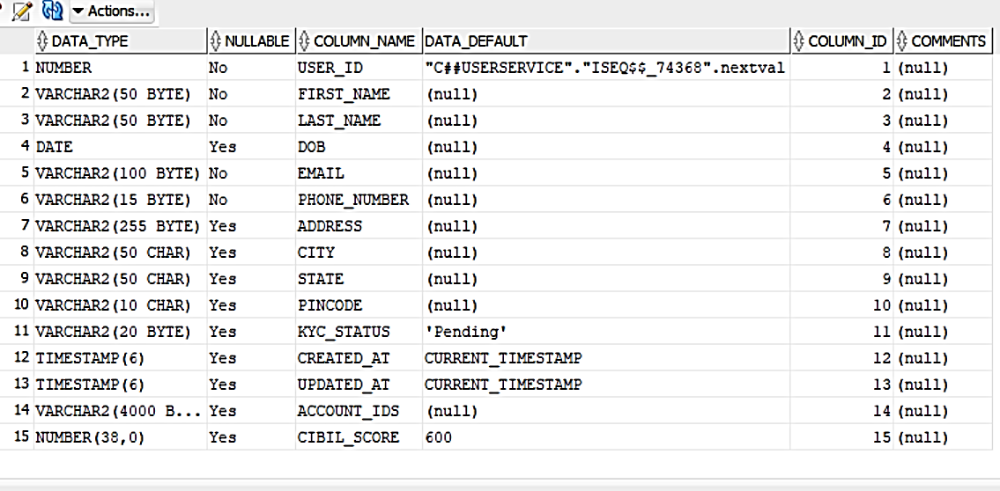 Actions...
DATA_TYPE NULLABLE COLUMN_NAME DATA_DEFAULT COLUMN_ID COMMENTS
1 NUMBER No USER_ID "C##USERSERVICE"."ISEQ$$_74368".nextval 1 (null)
2 VARCHAR2(50 BYTE) No FIRST_NAME (null) 2 (null)
3 VARCHAR2(50 BYTE) No LAST_NAME (null) 3 (null)
4 DATE Yes DOB (null) 4 (null)
5 VARCHAR2(100 BYTE) No EMAIL (null) 5 (null)
6 VARCHAR2(15 BYTE) No PHONE_NUMBER (null) 6 (null)
7 VARCHAR2(255 BYTE) Yes ADDRESS (null) 7 (null)
8 VARCHAR2(50 CHAR) Yes CITY (null) 8 (null)
9 VARCHAR2(50 CHAR) Yes STATE (null) 9 (null)
10 VARCHAR2(10 CHAR) Yes PINCODE (null) 10 (null)
11 VARCHAR2(20 BYTE) Yes KYC_STATUS 'Pending' 11 (null)
12 TIMESTAMP(6) Yes CREATED_AT CURRENT_TIMESTAMP 12 (null)
13 TIMESTAMP(6) Yes UPDATED_AT CURRENT_TIMESTAMP 13 (null)
14 VARCHAR2(4000 B... Yes ACCOUNT_IDS (null) 14 (null)
15 NUMBER(38,0) Yes CIBIL_SCORE 600 15 (null)